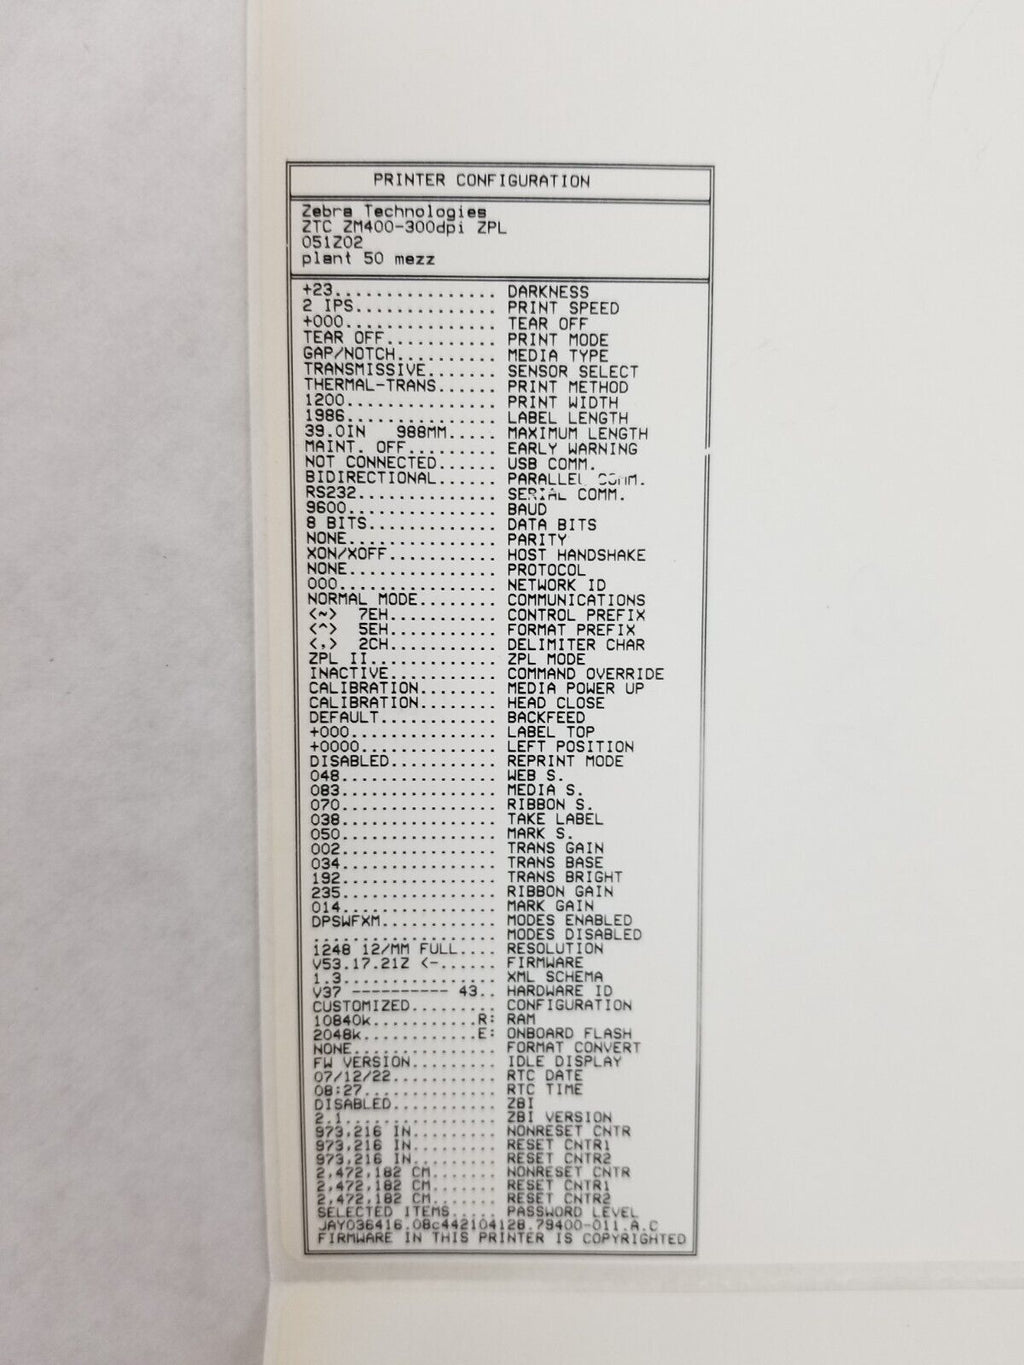 PRINTER CONFIGURATION
Zebra Technologies
ZTC ZM400-300dpi ZPL
051Z02
plant 50 mezz
+23............... DARKNESS
2 IPS............. PRINT SPEED
+000.............. TEAR OFF
TEAR OFF.......... PRINT MODE
GAP/NOTCH......... MEDIA TYPE
TRANSMISSIVE...... SENSOR SELECT
THERMAL-TRANS..... PRINT METHOD
1200.............. PRINT WIDTH
1986.............. LABEL LENGTH
39.0IN   988MM.... MAXIMUM LENGTH
MAINT. OFF........ EARLY WARNING
NOT CONNECTED..... USB COMM.
BIDIRECTIONAL..... PARALLEL COMM.
RS232............. SERIAL COMM.
9600.............. BAUD
8 BITS............ DATA BITS
NONE.............. PARITY
XON/XOFF.......... HOST HANDSHAKE
NONE.............. PROTOCOL
000............... NETWORK ID
NORMAL MODE....... COMMUNICATIONS
<~>  7EH.......... CONTROL PREFIX
<^>  5EH.......... FORMAT PREFIX
<,>  2CH.......... DELIMITER CHAR
ZPL II............ ZPL MODE
INACTIVE.......... COMMAND OVERRIDE
CALIBRATION....... MEDIA POWER UP
CALIBRATION....... HEAD CLOSE
DEFAULT........... BACKFEED
+000.............. LABEL TOP
+0000............. LEFT POSITION
DISABLED.......... REPRINT MODE
048............... WEB S.
083............... MEDIA S.
070............... RIBBON S.
038............... TAKE LABEL
050............... MARK S.
002............... TRANS GAIN
034............... TRANS BASE
192............... TRANS BRIGHT
235............... RIBBON GAIN
014............... MARK GAIN
DPSWFXM........... MODES ENABLED
.................. MODES DISABLED
1248 12/MM FULL... RESOLUTION
V53.17.21Z <-..... FIRMWARE
1.3............... XML SCHEMA
V37 ---------- 43.. HARDWARE ID
CUSTOMIZED........ CONFIGURATION
10840k.........R: RAM
2048k..........E: ONBOARD FLASH
NONE.............. FORMAT CONVERT
FW VERSION........ IDLE DISPLAY
07/12/22.......... RTC DATE
08:27............. RTC TIME
DISABLED.......... ZBI
2.1............... ZBI VERSION
973,216 IN........ NONRESET CNTR
973,216 IN........ RESET CNTR1
973,216 IN........ RESET CNTR2
2,472,182 CM...... NONRESET CNTR
2,472,182 CM...... RESET CNTR1
2,472,182 CM...... RESET CNTR2
SELECTED ITEMS.... PASSWORD LEVEL
JAY036416.08c442104128.79400-011.A.C
FIRMWARE IN THIS PRINTER IS COPYRIGHTED